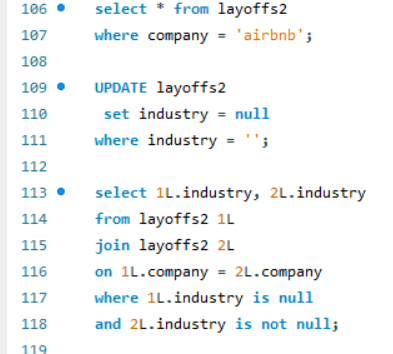 106 select * from layoffs2
107 where company = 'airbnb';
108
109 UPDATE layoffs2
110 set industry = null
111 where industry = '';
112
113 select 1L.industry, 2L.industry
114 from layoffs2 1L
115 join layoffs2 2L
116 on 1L.company = 2L.company
117 where 1L.industry is null
118 and 2L.industry is not null;
119